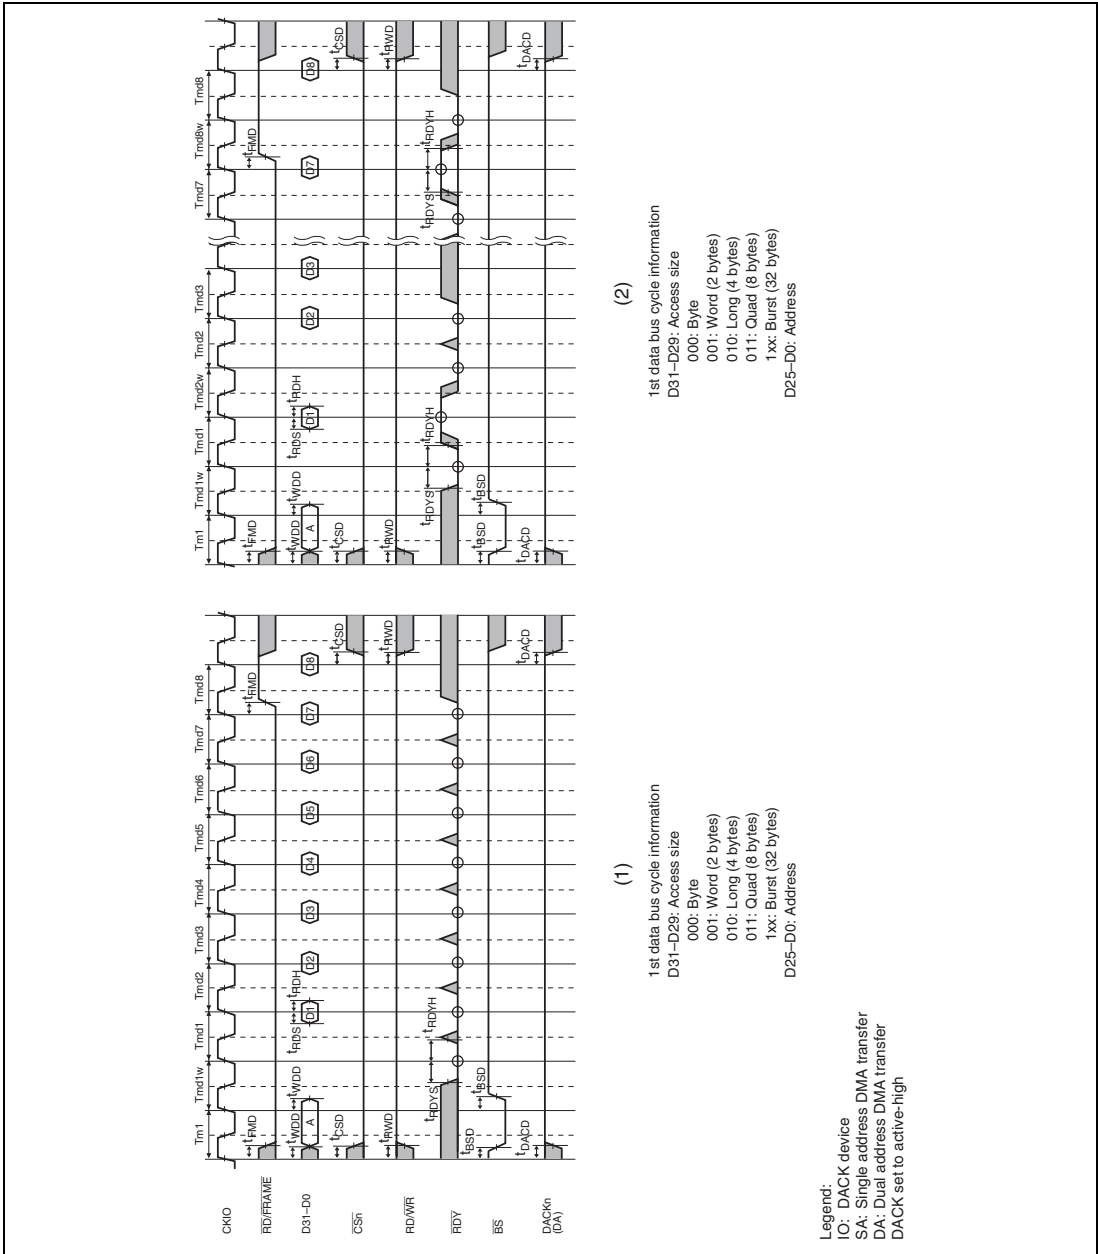 Tm1 Tmd1w Tmd1 Tmd2 Tmd3 Tmd4 Tmd5 Tmd6 Tmd7 Tmd8
CKIO
tFMD tFMD
RD/FRAME
tWDD tWDD tRDS tRDH
D31–D0 A D1 D2 D3 D4 D5 D6 D7 D8
tCSD tCSD
CSn
tRWD tRWD
RD/WR
tRDYS tRDYH
RDY
tBSD tBSD
BS
tDACD tDACD
DACKn
(DA)
(1)
1st data bus cycle information
D31–D29: Access size
000: Byte
001: Word (2 bytes)
010: Long (4 bytes)
011: Quad (8 bytes)
1xx: Burst (32 bytes)
D25–D0: Address
Tm1 Tmd1w Tmd1 Tmd2w Tmd2 Tmd3 Tmd7 Tmd8w Tmd8
tFMD tFMD
tWDD tWDD tRDS tRDH
A D1 D2 D3 D7 D8
tCSD tCSD
tRWD tRWD
tRDYS tRDYH tRDYS tRDYH
tBSD tBSD
tDACD tDACD
(2)
1st data bus cycle information
D31–D29: Access size
000: Byte
001: Word (2 bytes)
010: Long (4 bytes)
011: Quad (8 bytes)
1xx: Burst (32 bytes)
D25–D0: Address
Legend:
IO: DACK device
SA: Single address DMA transfer
DA: Dual address DMA transfer
DACK set to active-high